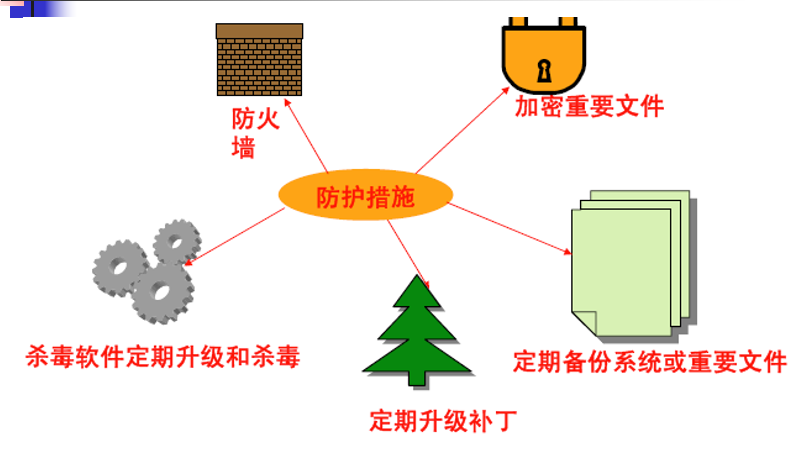 防火
墙
加密重要文件
防护措施
杀毒软件定期升级和杀毒
定期备份系统或重要文件
定期升级补丁